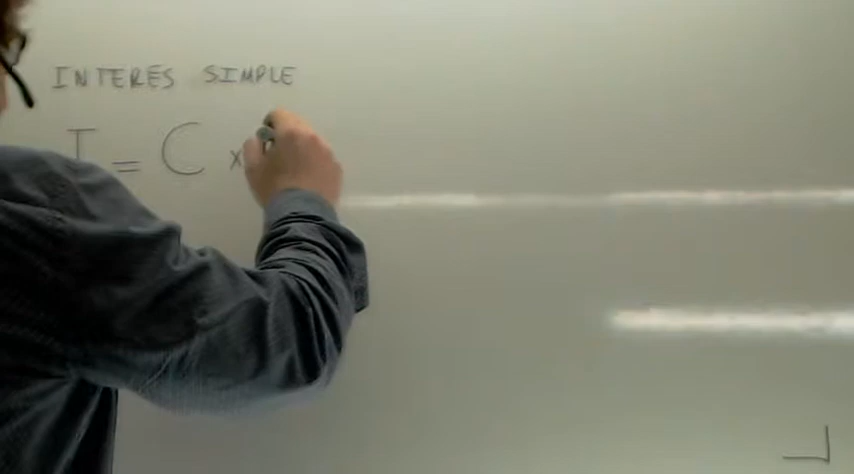 INTERES SIMPLE
I = C ×